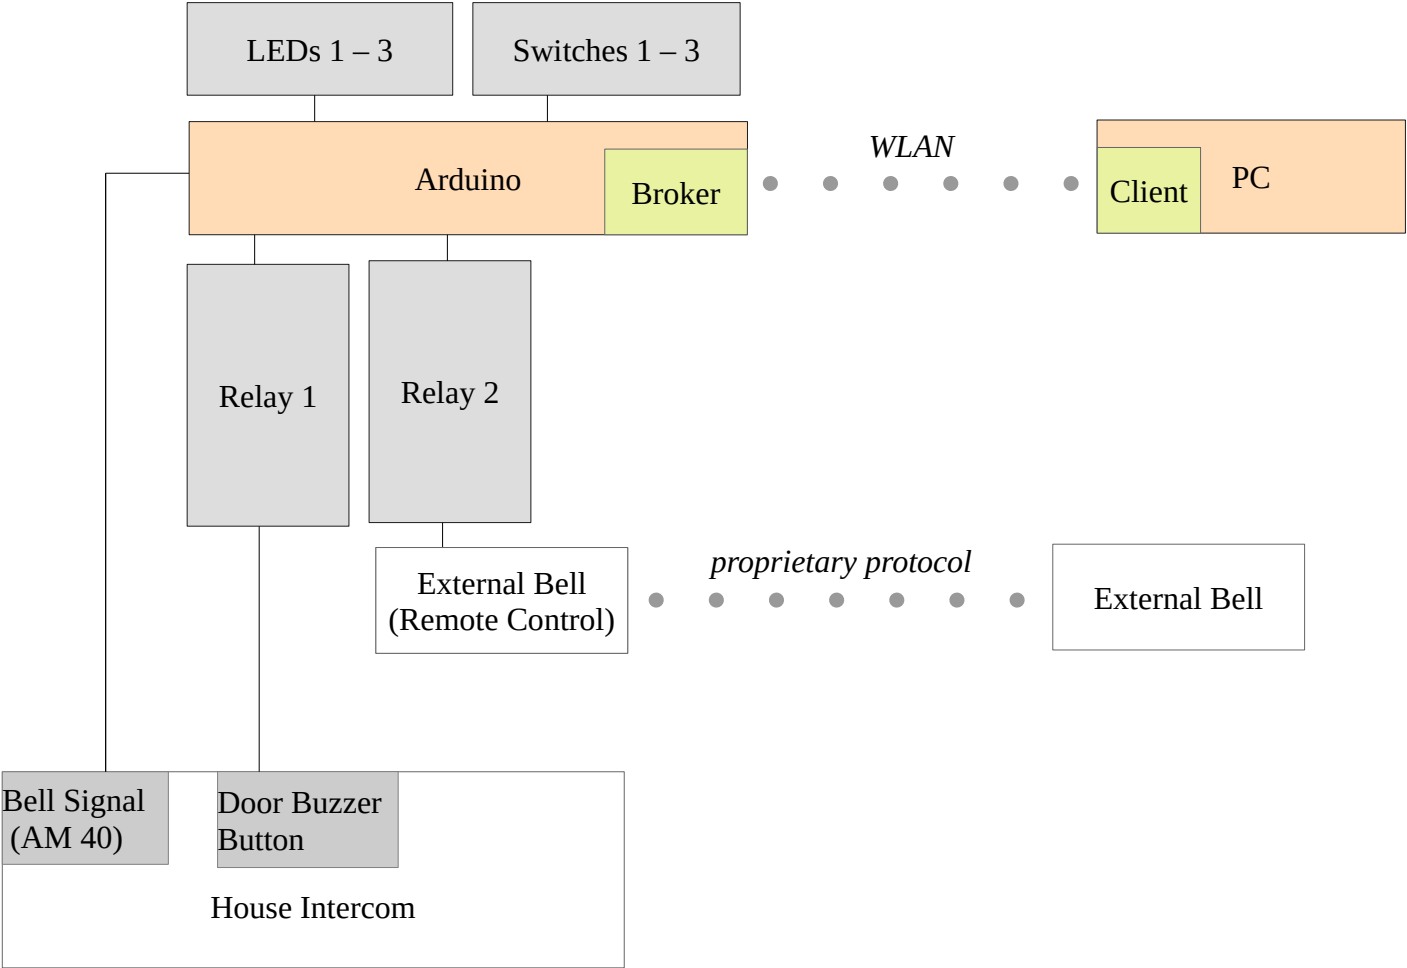 LEDs 1 – 3
Switches 1 – 3
WLAN
Arduino
Broker
Client
PC
Relay 1
Relay 2
proprietary protocol
External Bell
(Remote Control)
External Bell
Bell Signal
(AM 40)
Door Buzzer
Button
House Intercom